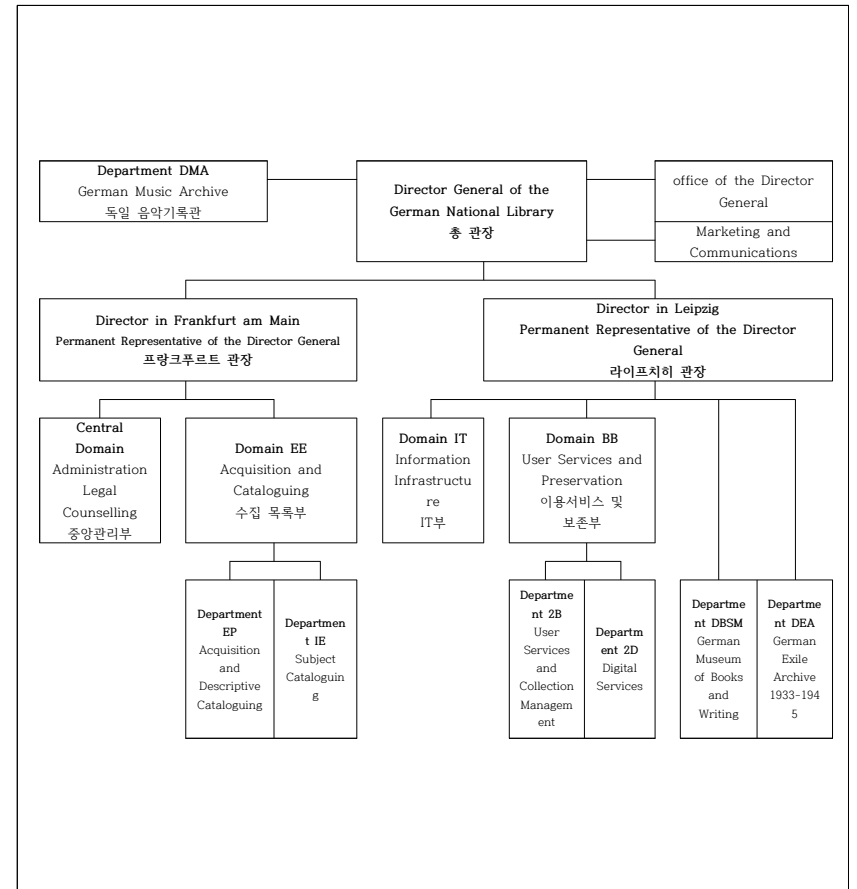 Department DMA
German Music Archive
독일 음악기록관
Director General of the
German National Library
총 관장
office of the Director
General
Marketing and
Communications
Director in Frankfurt am Main
Permanent Representative of the Director General
프랑크푸르트 관장
Director in Leipzig
Permanent Representative of the Director
General
라이프치히 관장
Central
Domain
Administration
Legal
Counselling
중앙관리부
Domain EE
Acquisition and
Cataloguing
수집 목록부
Domain IT
Information
Infrastructu
re
IT부
Domain BB
User Services and
Preservation
이용서비스 및
보존부
Department
EP
Acquisition
and
Descriptive
Cataloguing
Departmen
t IE
Subject
Cataloguin
g
Departme
nt 2B
User
Services
and
Collection
Managem
ent
Departm
ent 2D
Digital
Services
Departme
nt DBSM
German
Museum
of Books
and
Writing
Departme
nt DEA
German
Exile
Archive
1933-194
5